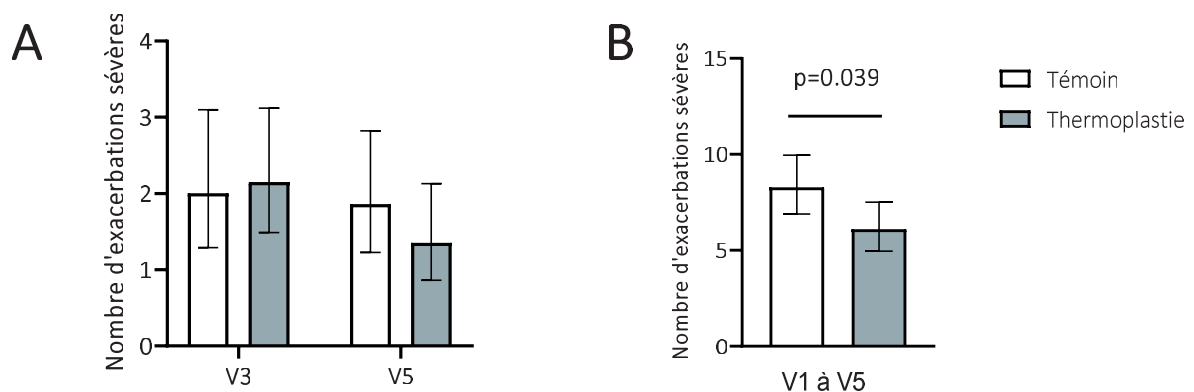 A
Nombre d'exacerbations sévères
4
3
2
1
0
V3
V5
B
Nombre d'exacerbations sévères
15
10
5
0
p=0.039
V1 à V5
Témoin
Thermoplastie